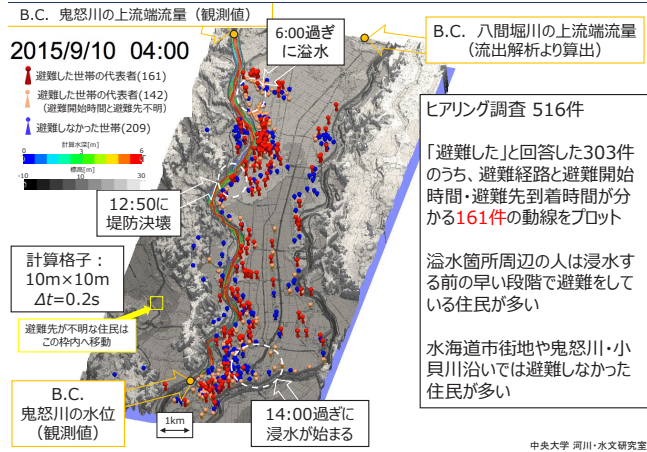 B.C. 鬼怒川の上流端流量（観測値）
2015/9/10 04:00
6:00過ぎ
に溢水
B.C. 八間堀川の上流端流量
（流出解析より算出）
避難した世帯の代表者(161)
避難した世帯の代表者(142)
（避難開始時間と避難先不明）
避難しなかった世帯(209)
計算水深[m]
0 3 6
標高[m]
0 10 30
12:50に
堤防決壊
計算格子：
10m×10m
Δt=0.2s
避難先が不明な住民は
この枠内へ移動
B.C.
鬼怒川の水位
（観測値）
1km
14:00過ぎに
浸水が始まる
ヒアリング調査 516件
「避難した」と回答した303件
のうち、避難経路と避難開始
時間・避難先到着時間が分
かる161件の動線をプロット
溢水箇所周辺の人は浸水す
る前の早い段階で避難をして
いる住民が多い
水海道市街地や鬼怒川・小
貝川沿いでは避難しなかった
住民が多い
中央大学 河川・水文研究室